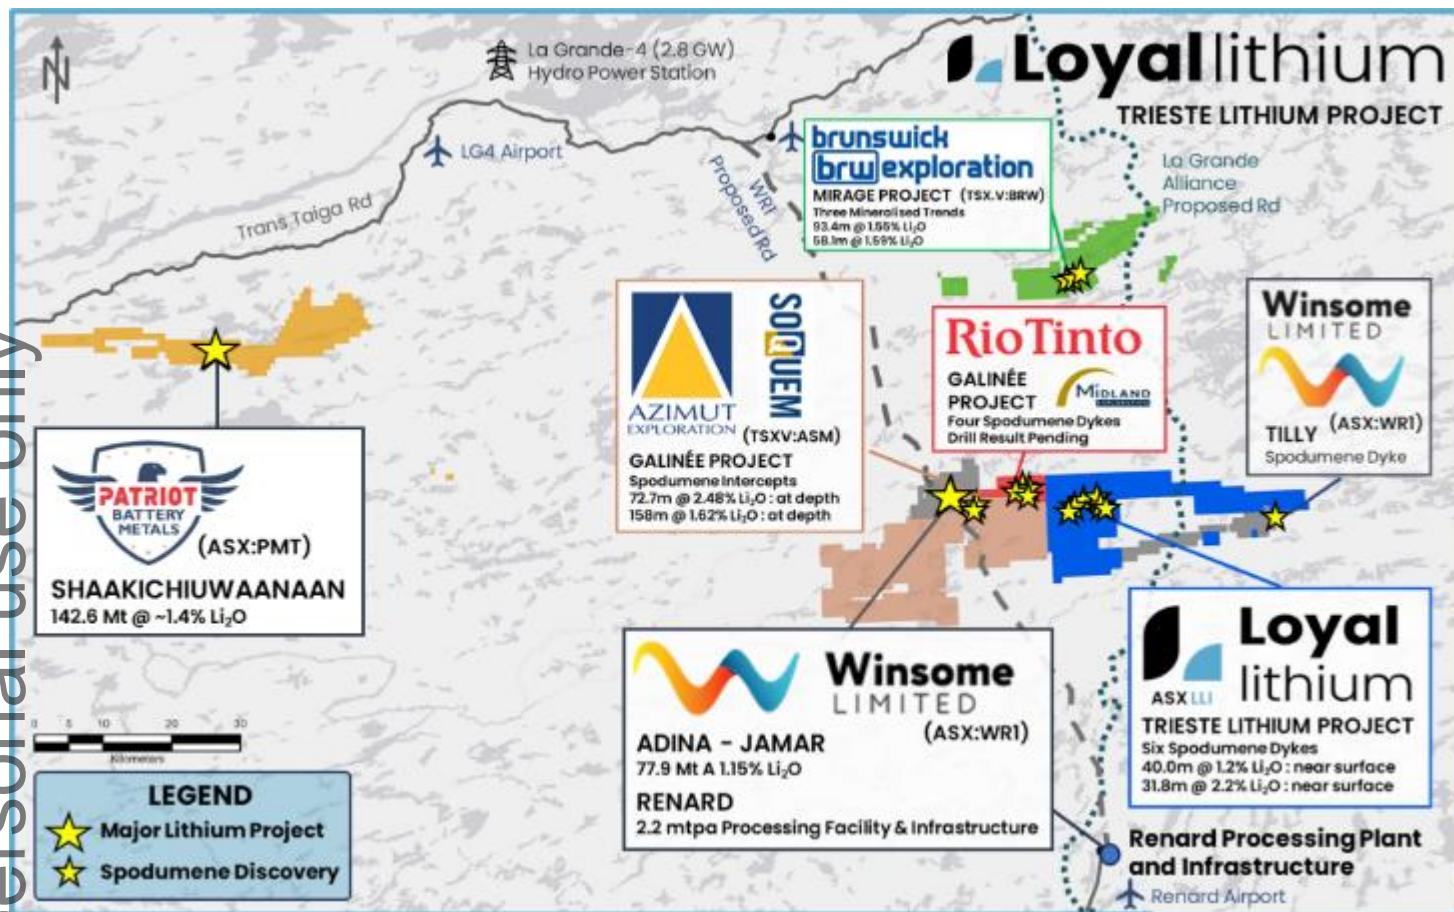 N
La Grande-4 (2.8 GW)
Hydro Power Station
Loyal lithium
TRIESTE LITHIUM PROJECT
LG4 Airport
Trans Taiga Rd
WR1
Proposed Rd
brunswick
brw exploration
MIRAGE PROJECT (TSX.V:BRW)
Three Mineralised Trends
93.4m @ 1.55% Li₂O
58.1m @ 1.59% Li₂O
La Grande
Alliance
Proposed Rd
AZIMUT
EXPLORATION
SOQUEM
(TSXV:ASM)
GALINÉE PROJECT
Spodumene Intercepts
72.7m @ 2.48% Li₂O : at depth
158m @ 1.62% Li₂O : at depth
RioTinto
GALINÉE
PROJECT
MIDLAND
Four Spodumene Dykes
Drill Result Pending
Winsome
LIMITED
(ASX:WR1)
TILLY
Spodumene Dyke
PATRIOT
BATTERY
METALS
(ASX:PMT)
SHAAKICHIUWAANAAN
142.6 Mt @ ~1.4% Li₂O
Winsome
LIMITED
(ASX:WR1)
ADINA - JAMAR
77.9 Mt A 1.15% Li₂O
RENARD
2.2 mtpa Processing Facility & Infrastructure
Loyal
lithium
ASX LLI
TRIESTE LITHIUM PROJECT
Six Spodumene Dykes
40.0m @ 1.2% Li₂O : near surface
31.8m @ 2.2% Li₂O : near surface
0 5 10 20 30
Kilometers
LEGEND
Major Lithium Project
Spodumene Discovery
Renard Processing Plant
and Infrastructure
Renard Airport
ersonal use only